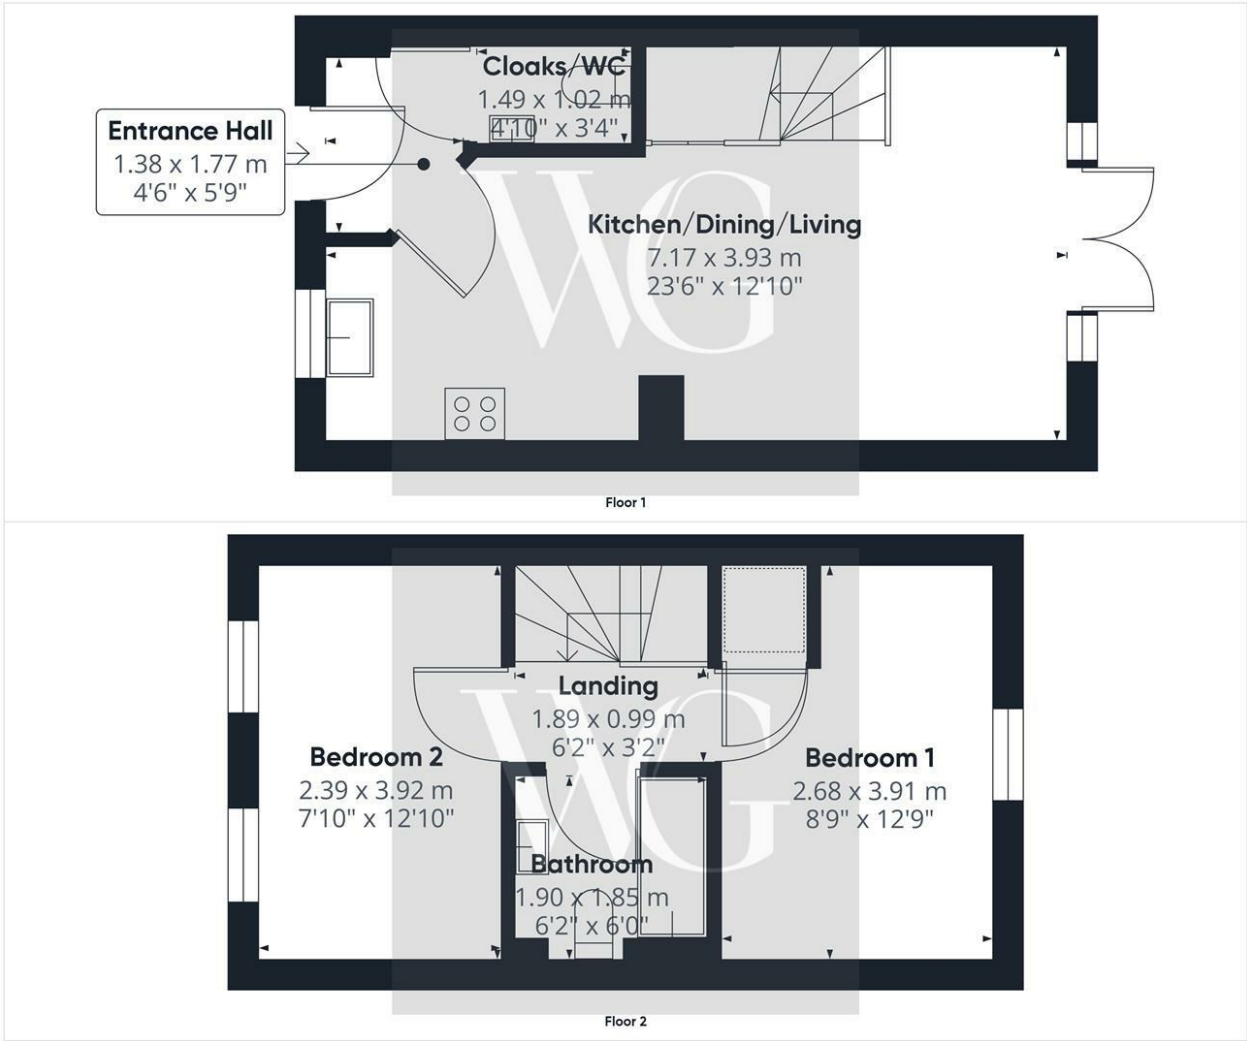 Cloaks/WC
1.49 x 1.02 m
4'10" x 3'4"
Entrance Hall
1.38 x 1.77 m
4'6" x 5'9"
Kitchen/Dining/Living
7.17 x 3.93 m
23'6" x 12'10"
WG
Floor 1
Landing
1.89 x 0.99 m
6'2" x 3'2"
Bedroom 2
2.39 x 3.92 m
7'10" x 12'10"
Bedroom 1
2.68 x 3.91 m
8'9" x 12'9"
WG
Bathroom
1.90 x 1.85 m
6'2" x 6'0"
Floor 2